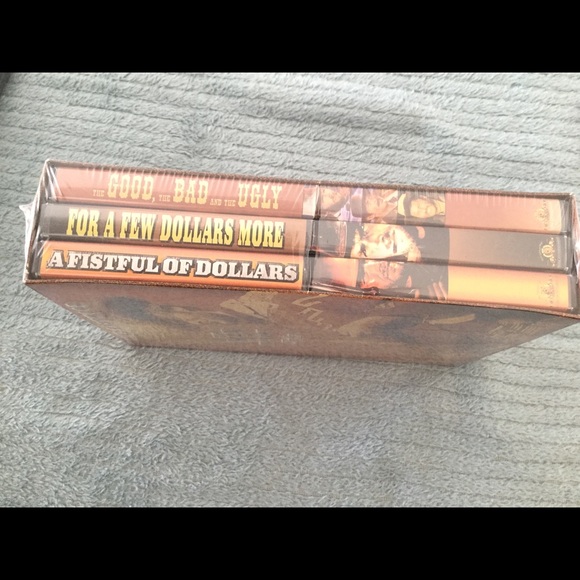 THE GOOD, THE BAD AND THE UGLY
FOR A FEW DOLLARS MORE
A FISTFUL OF DOLLARS